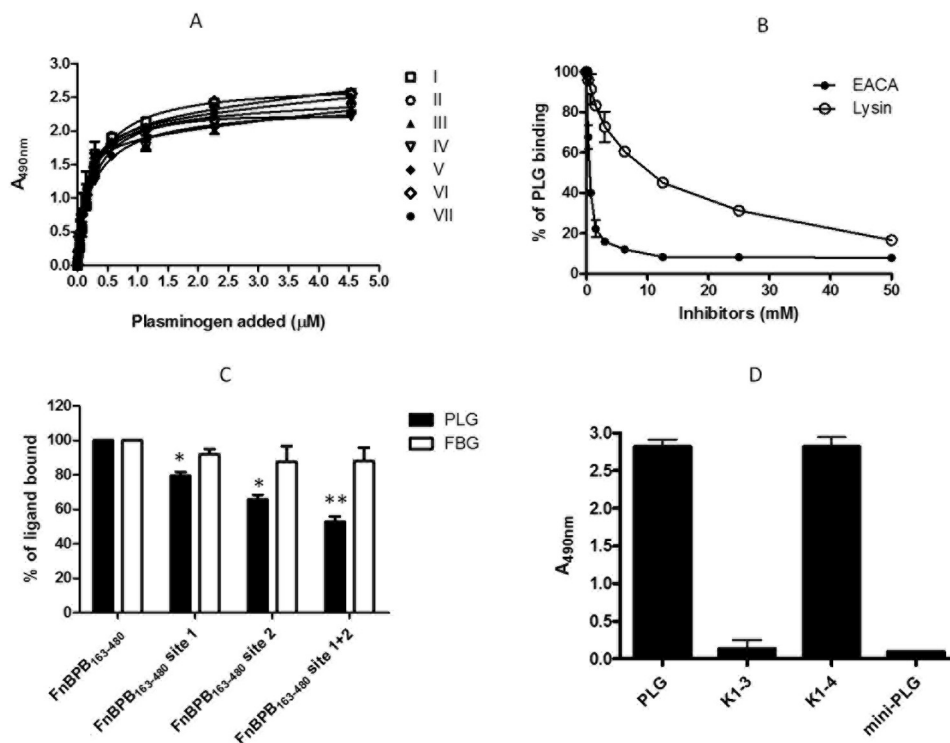 A
3.0
2.5
2.0
1.5
1.0
0.5
0.0
A490nm
0.0 0.5 1.0 1.5 2.0 2.5 3.0 3.5 4.0 4.5 5.0
Plasminogen added (μM)
I
II
III
IV
V
VI
VII
B
100
80
60
40
20
0
% of PLG binding
0 10 20 30 40 50
Inhibitors (mM)
EACA
Lysin
C
120
100
80
60
40
20
0
% of ligand bound
* * **
FnBPB163-480
FnBPB163-480 site 1
FnBPB163-480 site 2
FnBPB163-480 site 1+2
PLG
FBG
D
3.0
2.5
2.0
1.5
1.0
0.5
0.0
A490nm
PLG
K1-3
K1-4
mini-PLG